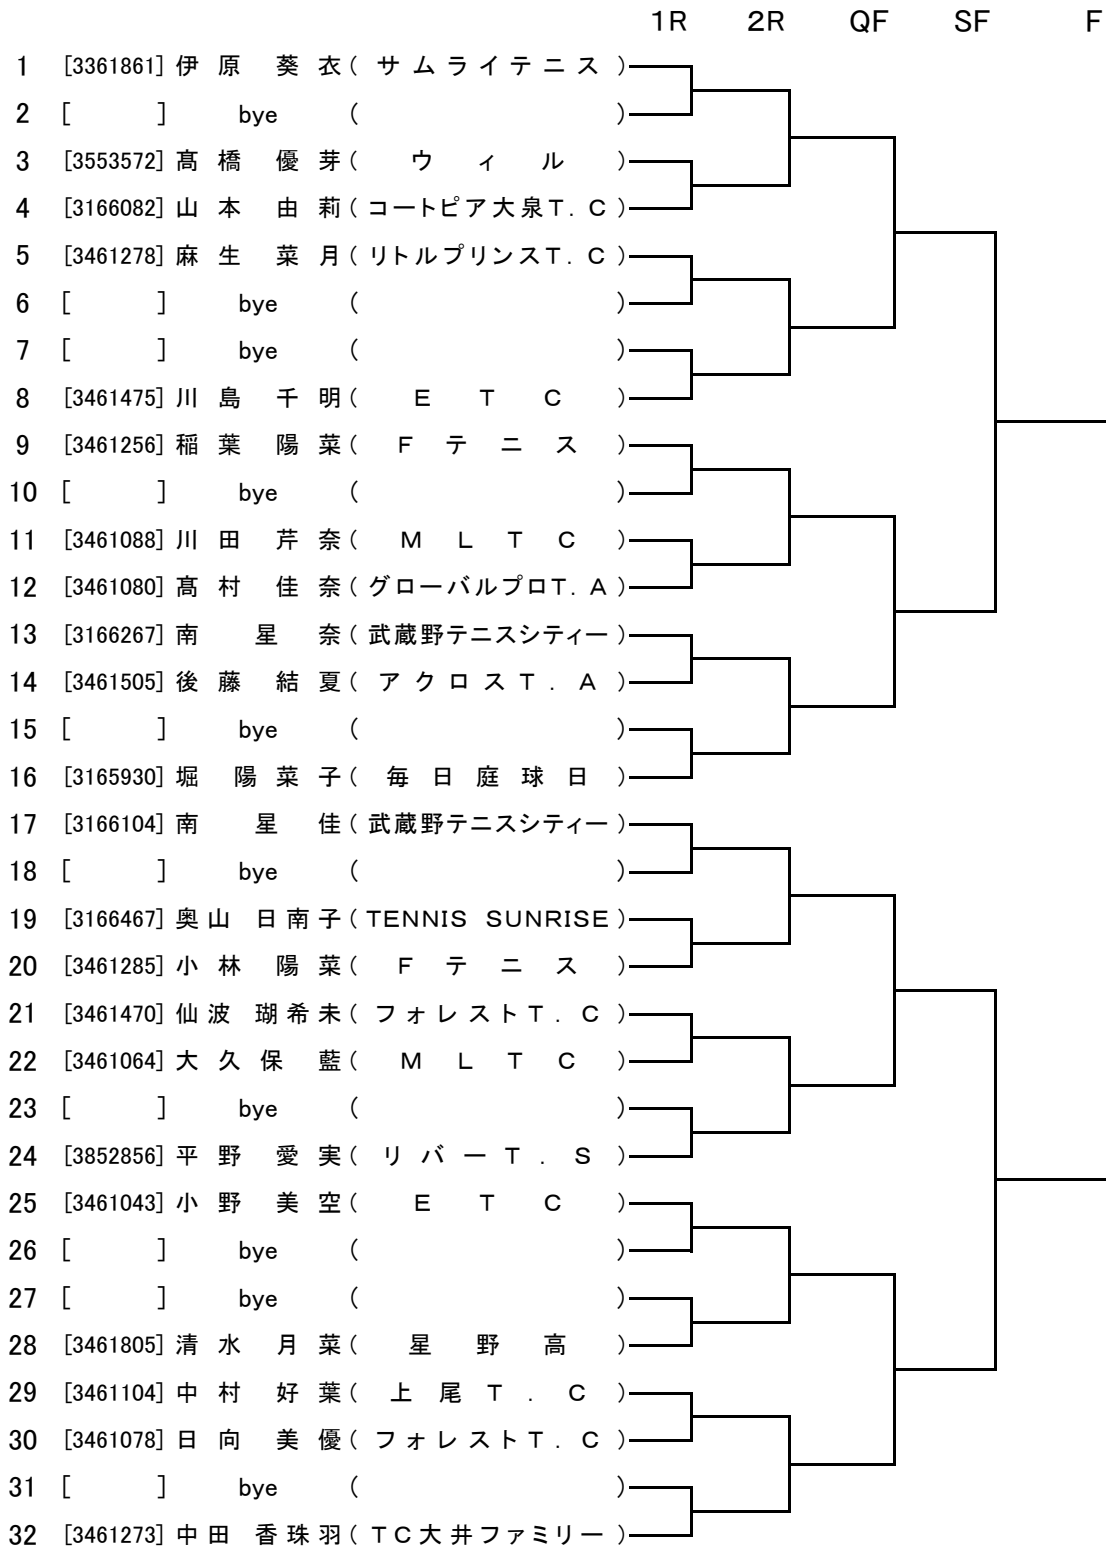 1R 2R QF SF F
1 [3361861] 伊原 葵衣 ( サムライテニス )
2 [ ] bye ( )
3 [3553572] 髙橋 優芽 ( ウィル )
4 [3166082] 山本 由莉 ( コートピア大泉T.C )
5 [3461278] 麻生 菜月 ( リトルプリンスT.C )
6 [ ] bye ( )
7 [ ] bye ( )
8 [3461475] 川島 千明 ( ETC )
9 [3461256] 稲葉 陽菜 ( Fテニス )
10 [ ] bye ( )
11 [3461088] 川田 芹奈 ( MLTC )
12 [3461080] 髙村 佳奈 ( グローバルプロT.A )
13 [3166267] 南 星奈 ( 武蔵野テニスシティー )
14 [3461505] 後藤 結夏 ( アクロスT.A )
15 [ ] bye ( )
16 [3165930] 堀 陽菜子 ( 毎日庭球日 )
17 [3166104] 南 星佳 ( 武蔵野テニスシティー )
18 [ ] bye ( )
19 [3166467] 奥山 日南子 ( TENNIS SUNRISE )
20 [3461285] 小林 陽菜 ( Fテニス )
21 [3461470] 仙波 瑚希未 ( フォレストT.C )
22 [3461064] 大久保 藍 ( MLTC )
23 [ ] bye ( )
24 [3852856] 平野 愛実 ( リバーT.S )
25 [3461043] 小野 美空 ( ETC )
26 [ ] bye ( )
27 [ ] bye ( )
28 [3461805] 清水 月菜 ( 星野高 )
29 [3461104] 中村 好葉 ( 上尾T.C )
30 [3461078] 日向 美優 ( フォレストT.C )
31 [ ] bye ( )
32 [3461273] 中田 香珠羽 ( TC大井ファミリー )